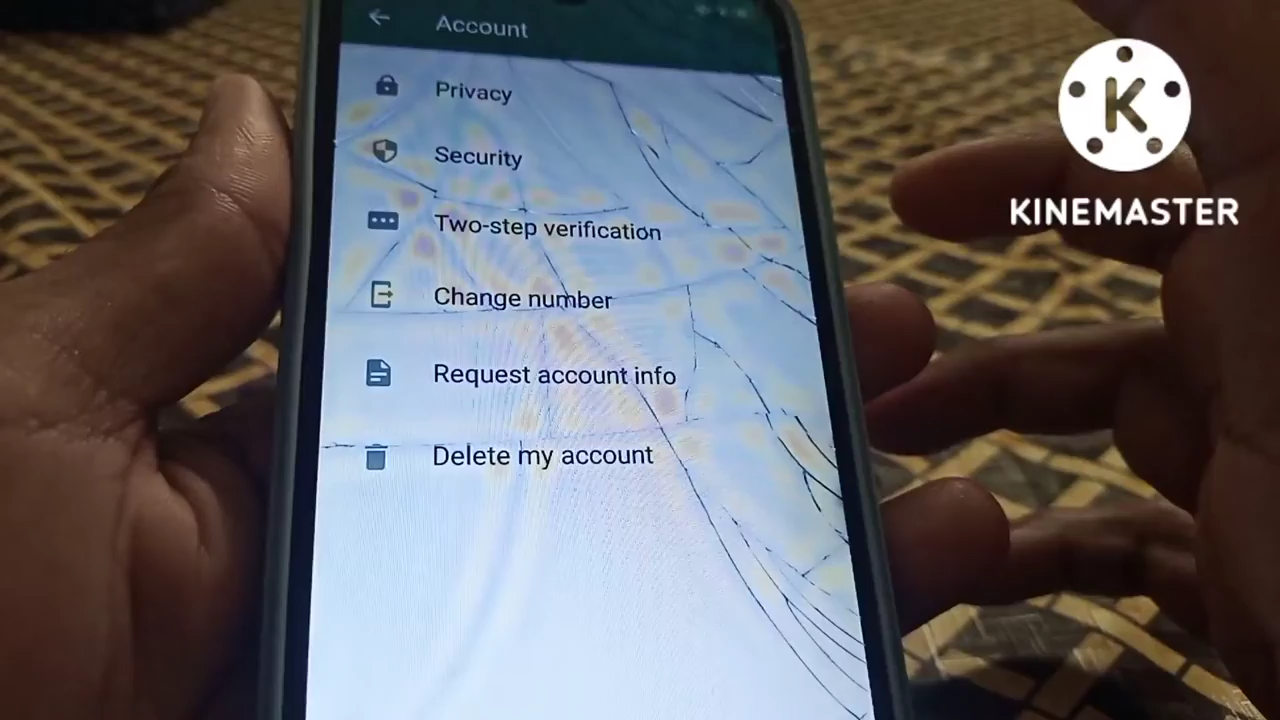 Account
Privacy
Security
Two-step verification
Change number
Request account info
Delete my account
K
KINEMASTER